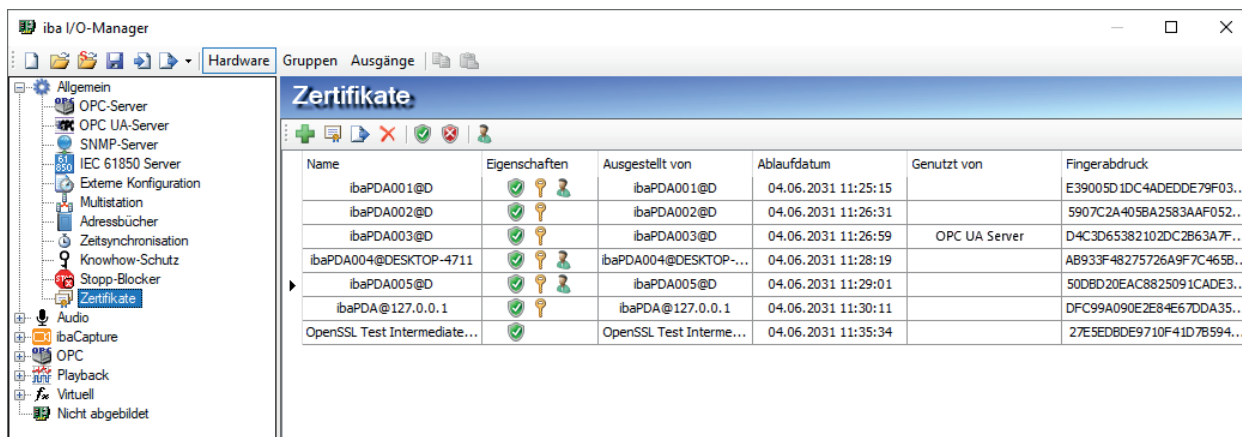 iba I/O-Manager
Hardware Gruppen Ausgänge
Allgemein
OPC-Server
OPC UA-Server
SNMP-Server
61 850 IEC 61850 Server
Externe Konfiguration
Multistation
Adressbücher
Zeitsynchronisation
Knowhow-Schutz
Stopp-Blocker
Zertifikate
Audio
ibaCapture
OPC
Playback
fx Virtuell
Nicht abgebildet
Zertifikate
Name Eigenschaften Ausgestellt von Ablaufdatum Genutzt von Fingerabdruck
ibaPDA001@D ibaPDA001@D 04.06.2031 11:25:15 E39005D1DC4ADEDDE79F03...
ibaPDA002@D ibaPDA002@D 04.06.2031 11:26:31 5907C2A405BA2583AAF052...
ibaPDA003@D ibaPDA003@D 04.06.2031 11:26:59 OPC UA Server D4C3D65382102DC2B63A7F...
ibaPDA004@DESKTOP-4711 ibaPDA004@DESKTOP-... 04.06.2031 11:28:19 AB933F48275726A9F7C465B...
ibaPDA005@D ibaPDA005@D 04.06.2031 11:29:01 50DBD20EAC8825091CADE3...
ibaPDA@127.0.0.1 ibaPDA@127.0.0.1 04.06.2031 11:30:11 DFC99A090E2E84E67DDA35...
OpenSSL Test Intermediate... OpenSSL Test Interme... 04.06.2031 11:35:34 27E5EDBDE9710F41D7B594...